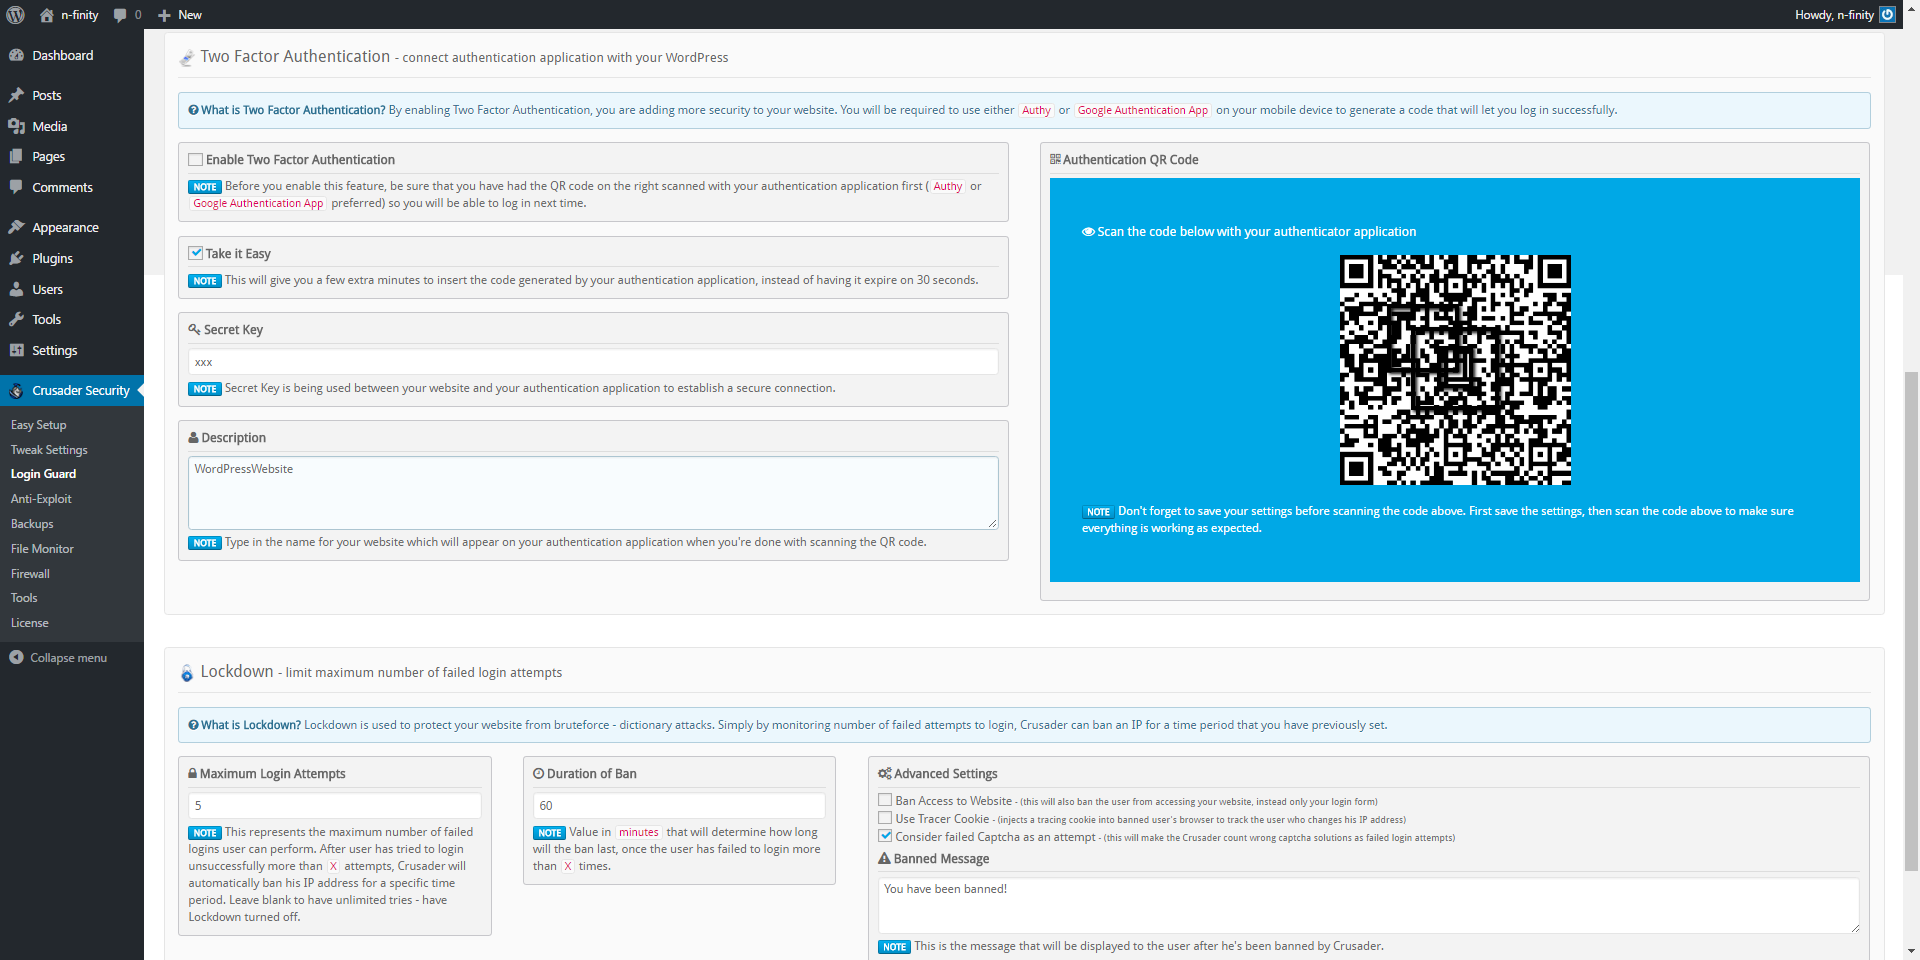 n-finity
0
New
Howdy, n-finity
Dashboard
Posts
Media
Pages
Comments
Appearance
Plugins
Users
Tools
Settings
Crusader Security
Easy Setup
Tweak Settings
Login Guard
Anti-Exploit
Backups
File Monitor
Firewall
Tools
License
Collapse menu
Two Factor Authentication - connect authentication application with your WordPress
What is Two Factor Authentication? By enabling Two Factor Authentication, you are adding more security to your website. You will be required to use either Authy or Google Authentication App on your mobile device to generate a code that will let you log in successfully.
Enable Two Factor Authentication
NOTE Before you enable this feature, be sure that you have had the QR code on the right scanned with your authentication application first ( Authy or
Google Authentication App preferred) so you will be able to log in next time.
Take it Easy
NOTE This will give you a few extra minutes to insert the code generated by your authentication application, instead of having it expire on 30 seconds.
Secret Key
xxx
NOTE Secret Key is being used between your website and your authentication application to establish a secure connection.
Description
WordPressWebsite
NOTE Type in the name for your website which will appear on your authentication application when you're done with scanning the QR code.
Authentication QR Code
Scan the code below with your authenticator application
NOTE Don't forget to save your settings before scanning the code above. First save the settings, then scan the code above to make sure
everything is working as expected.
Lockdown - limit maximum number of failed login attempts
What is Lockdown? Lockdown is used to protect your website from bruteforce - dictionary attacks. Simply by monitoring number of failed attempts to login, Crusader can ban an IP for a time period that you have previously set.
Maximum Login Attempts
5
NOTE This represents the maximum number of failed
logins user can perform. After user has tried to login
unsuccessfully more than X attempts, Crusader will
automatically ban his IP address for a specific time
period. Leave blank to have unlimited tries - have
Lockdown turned off.
Duration of Ban
60
NOTE Value in minutes that will determine how long
will the ban last, once the user has failed to login more
than X times.
Advanced Settings
Ban Access to Website - (this will also ban the user from accessing your website, instead only your login form)
Use Tracer Cookie - (injects a tracing cookie into banned user's browser to track the user who changes his IP address)
Consider failed Captcha as an attempt - (this will make the Crusader count wrong captcha solutions as failed login attempts)
Banned Message
You have been banned!
NOTE This is the message that will be displayed to the user after he's been banned by Crusader.